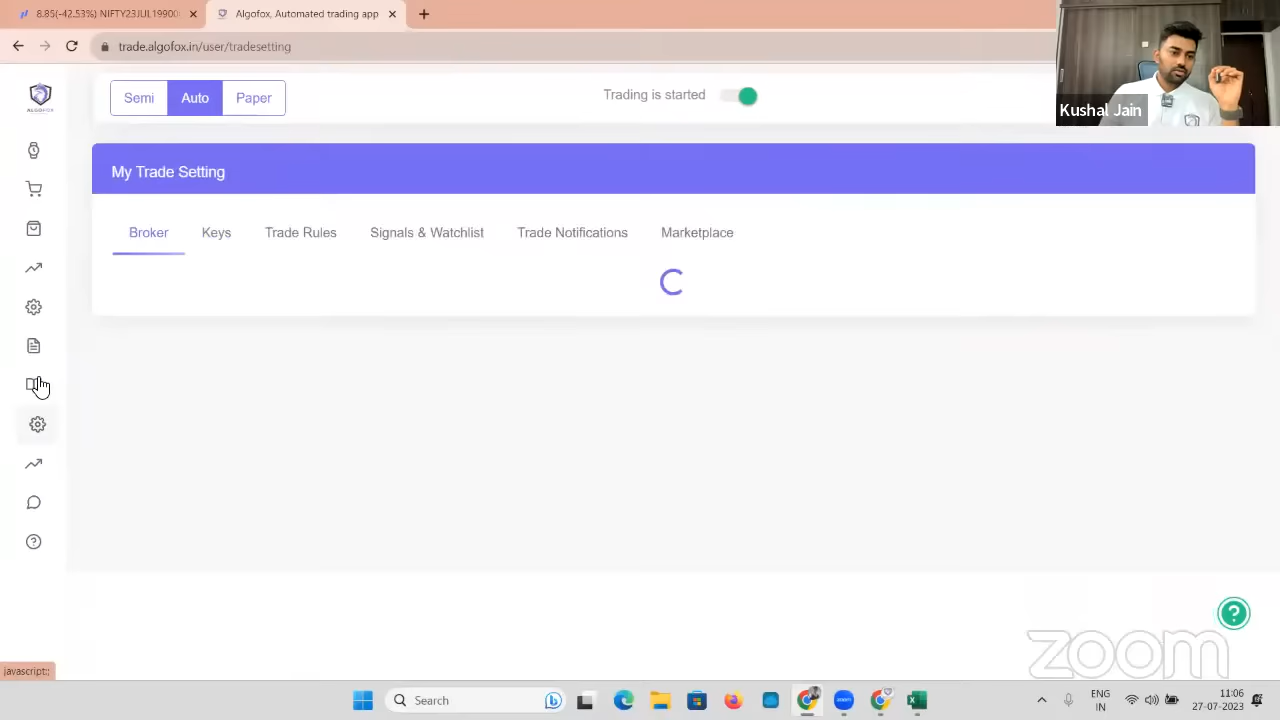 8.85(-42.53%) NIFTY23JUL19900
Algofox, Automated trading app
trade.algofox.in/user/tradesetting
Kushal Jain
ALGOFOX
Semi
Auto
Paper
Trading is started
My Trade Setting
Broker
Keys
Trade Rules
Signals & Watchlist
Trade Notifications
Marketplace
zoom
javascript:;
Search
zoom
ENG
IN
11:06
27-07-2023